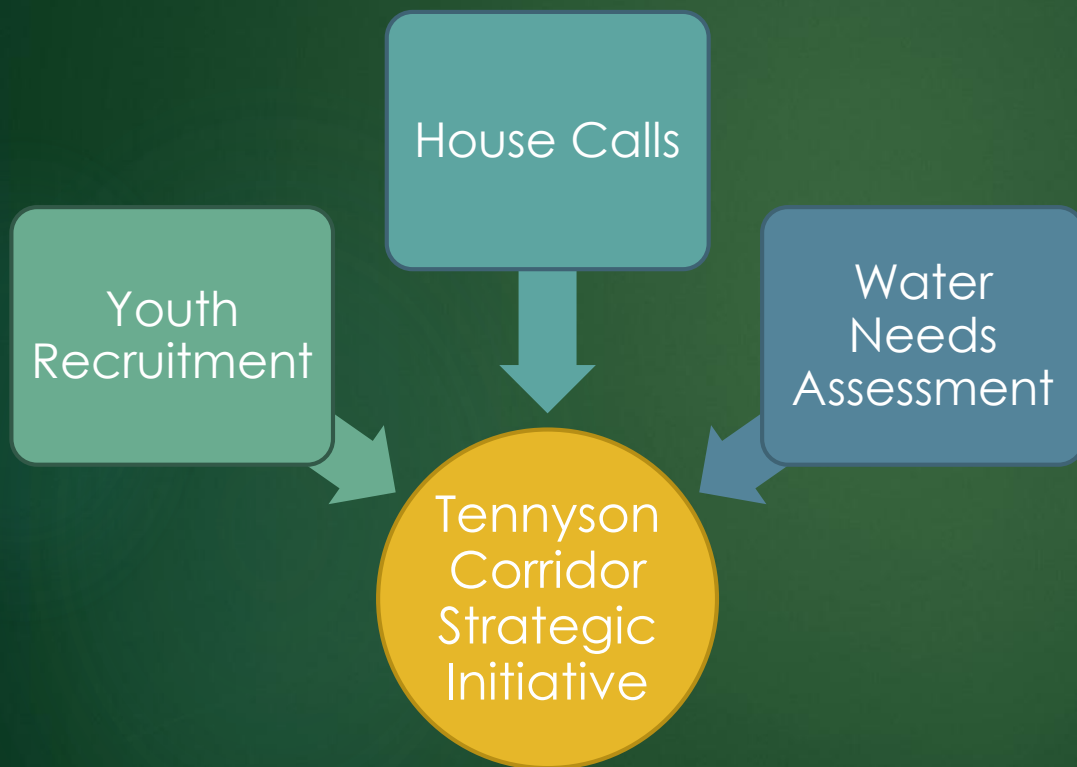 House Calls
Youth
Recruitment
Water
Needs
Assessment
Tennyson
Corridor
Strategic
Initiative